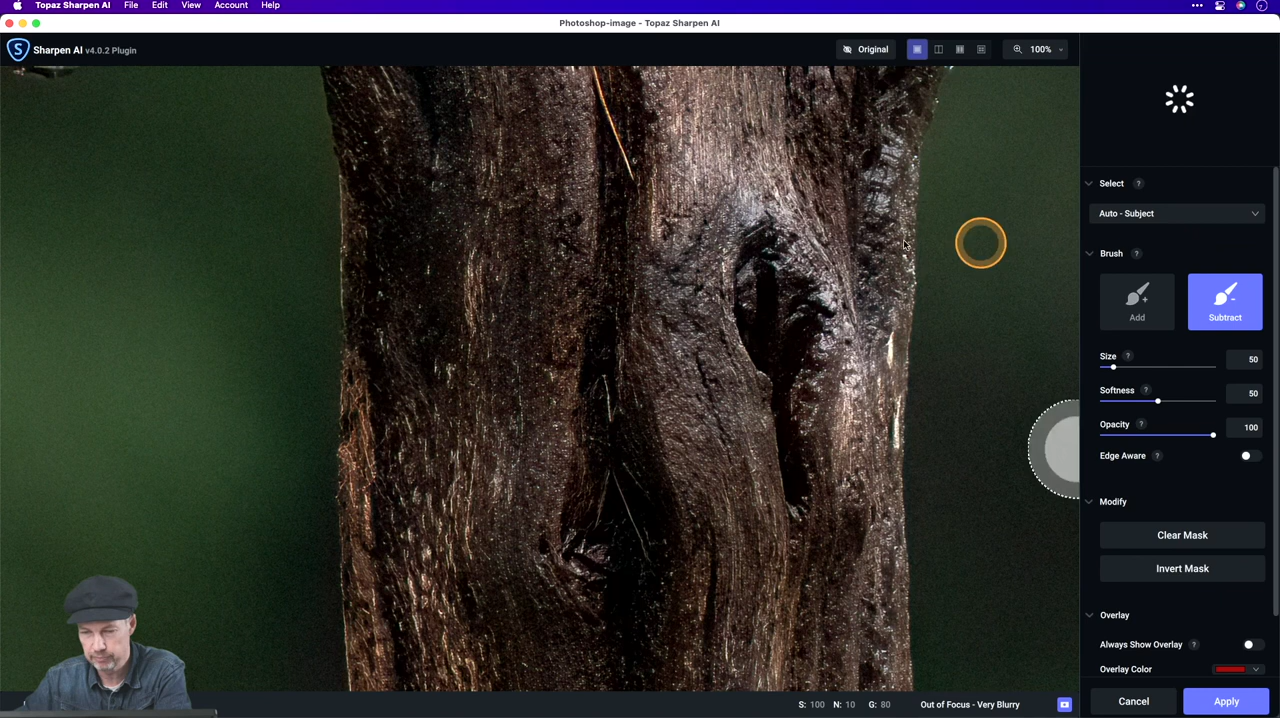 Topaz Sharpen AI File Edit View Account Help
Photoshop-image - Topaz Sharpen AI
S Sharpen AI v4.0.2 Plugin
Original
100%
Select ?
Auto - Subject
Brush ?
Add
Subtract
Size ? 50
Softness ? 50
Opacity ? 100
Edge Aware ?
Modify
Clear Mask
Invert Mask
Overlay
Always Show Overlay ?
Overlay Color
S: 100 N: 10 G: 80 Out of Focus - Very Blurry
Cancel
Apply